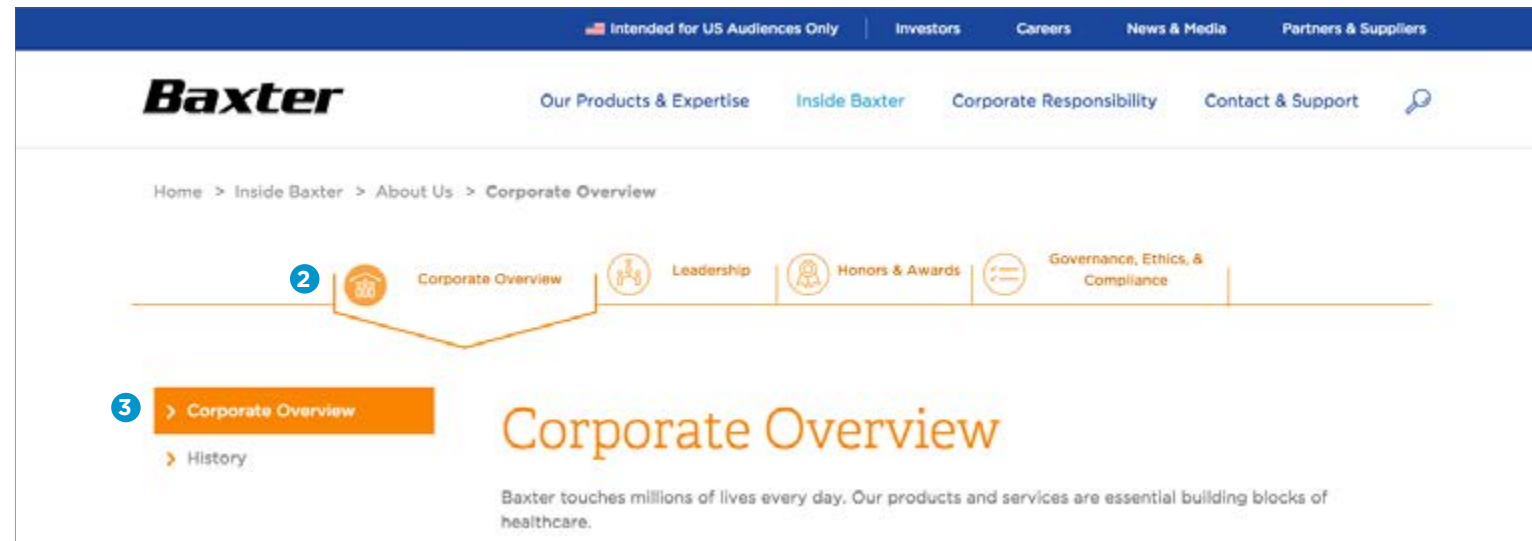 Intended for US Audiences Only Investors Careers News & Media Partners & Suppliers
Baxter Our Products & Expertise Inside Baxter Corporate Responsibility Contact & Support
Home > Inside Baxter > About Us > Corporate Overview
2 Corporate Overview Leadership Honors & Awards Governance, Ethics, &
Compliance
3 > Corporate Overview
> History
Corporate Overview
Baxter touches millions of lives every day. Our products and services are essential building blocks of
healthcare.